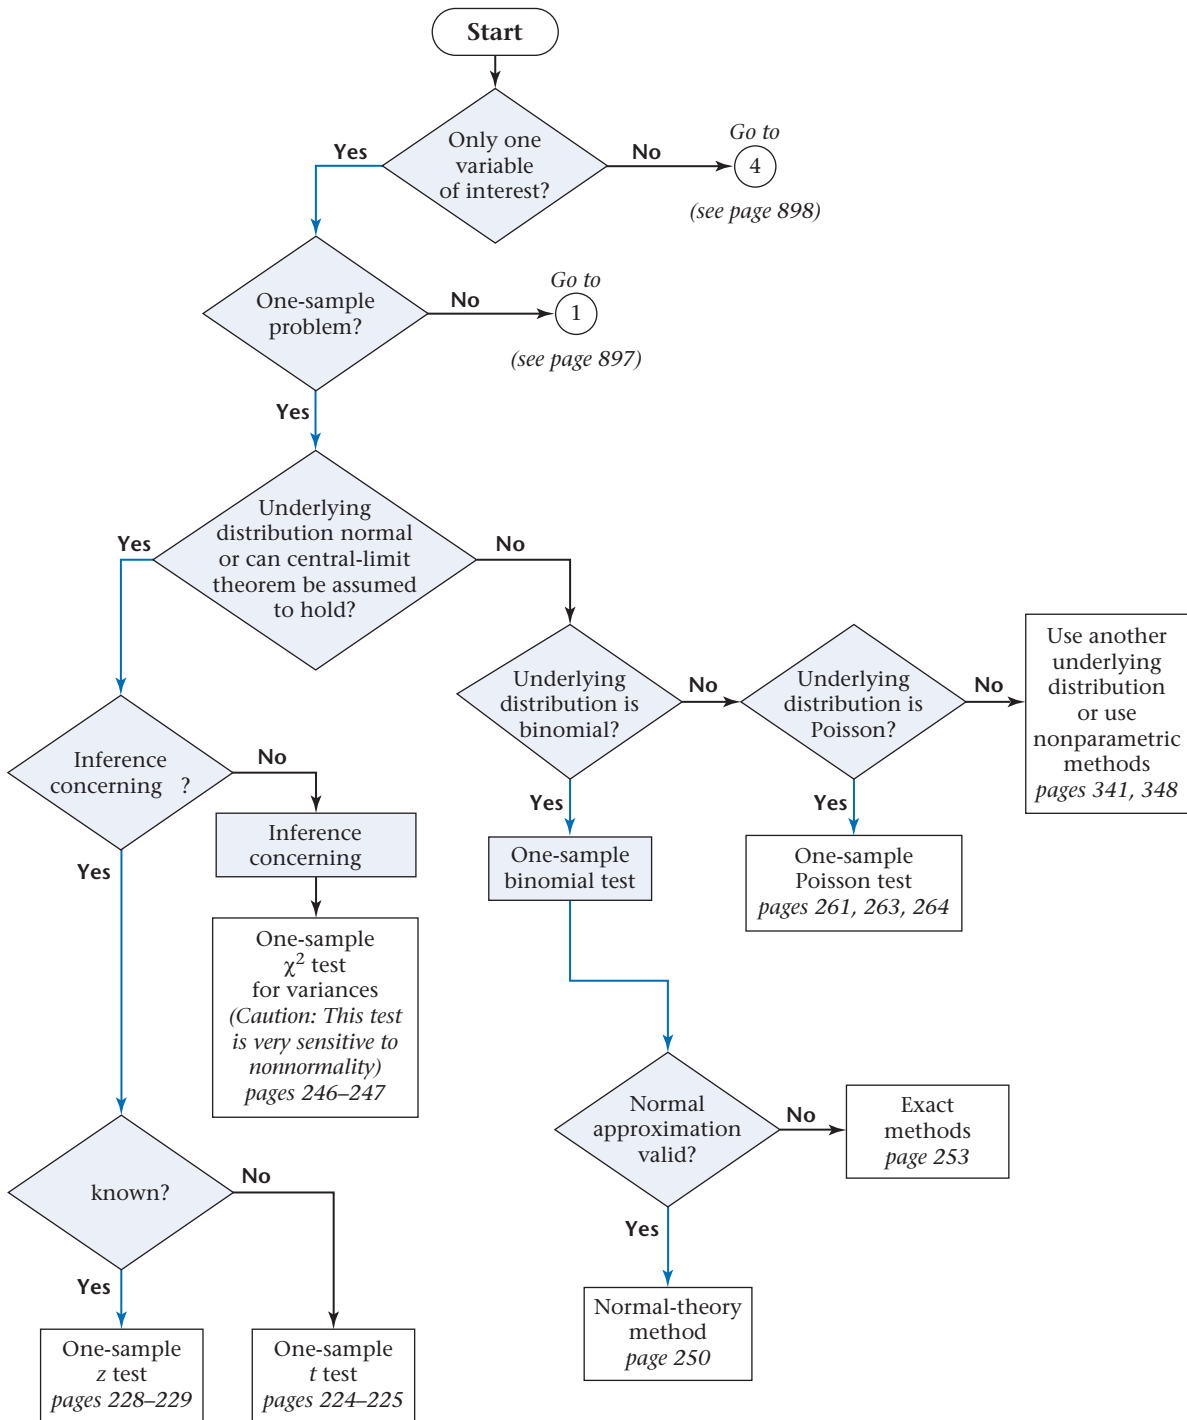 Start
Only one
variable
of interest?
Yes
No
Go to
4
(see page 898)
One-sample
problem?
No
Go to
1
(see page 897)
Yes
Underlying
distribution normal
or can central-limit
theorem be assumed
to hold?
Yes
No
Underlying
distribution is
binomial?
No
Underlying
distribution is
Poisson?
No
Use another
underlying
distribution
or use
nonparametric
methods
pages 341, 348
Inference
concerning ?
No
Inference
concerning
Yes
One-sample
χ² test
for variances
(Caution: This test
is very sensitive to
nonnormality)
pages 246–247
Yes
One-sample
binomial test
Yes
One-sample
Poisson test
pages 261, 263, 264
Normal
approximation
valid?
No
Exact
methods
page 253
Yes
Normal-theory
method
page 250
known?
No
Yes
One-sample
z test
pages 228–229
One-sample
t test
pages 224–225